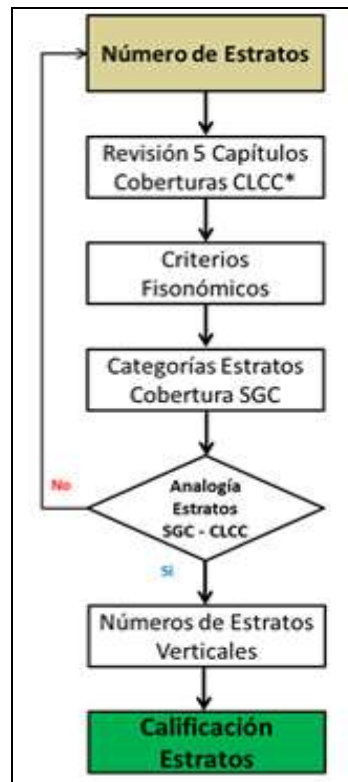 Número de Estratos
Revisión 5 Capítulos
Coberturas CLCC*
Criterios
Fisonómicos
Categorías Estratos
Cobertura SGC
Analogía
Estratos
SGC - CLCC
No
Si
Números de Estratos
Verticales
Calificación
Estratos